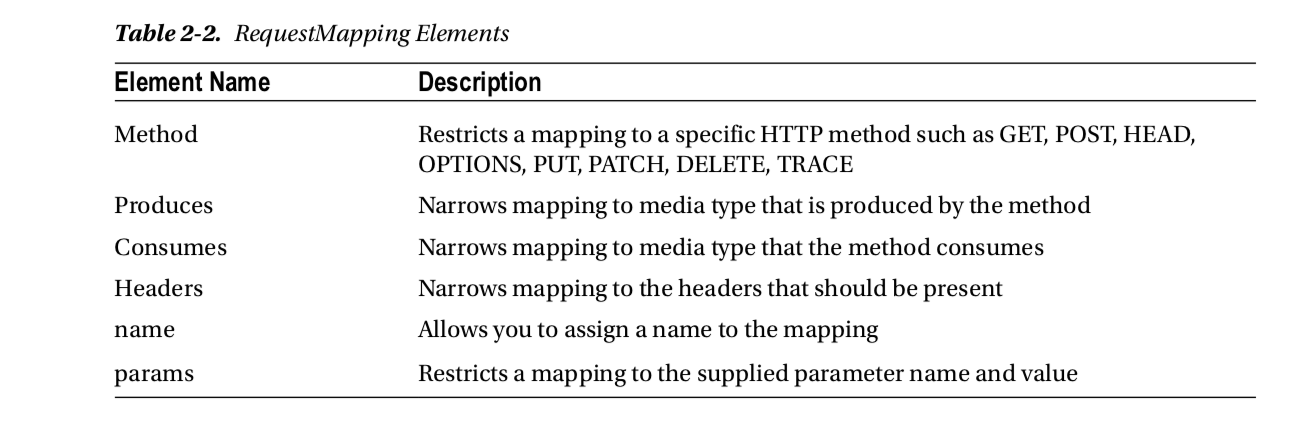 Table 2-2. RequestMapping Elements
Element Name Description
Method Restricts a mapping to a specific HTTP method such as GET, POST, HEAD,
OPTIONS, PUT, PATCH, DELETE, TRACE
Produces Narrows mapping to media type that is produced by the method
Consumes Narrows mapping to media type that the method consumes
Headers Narrows mapping to the headers that should be present
name Allows you to assign a name to the mapping
params Restricts a mapping to the supplied parameter name and value